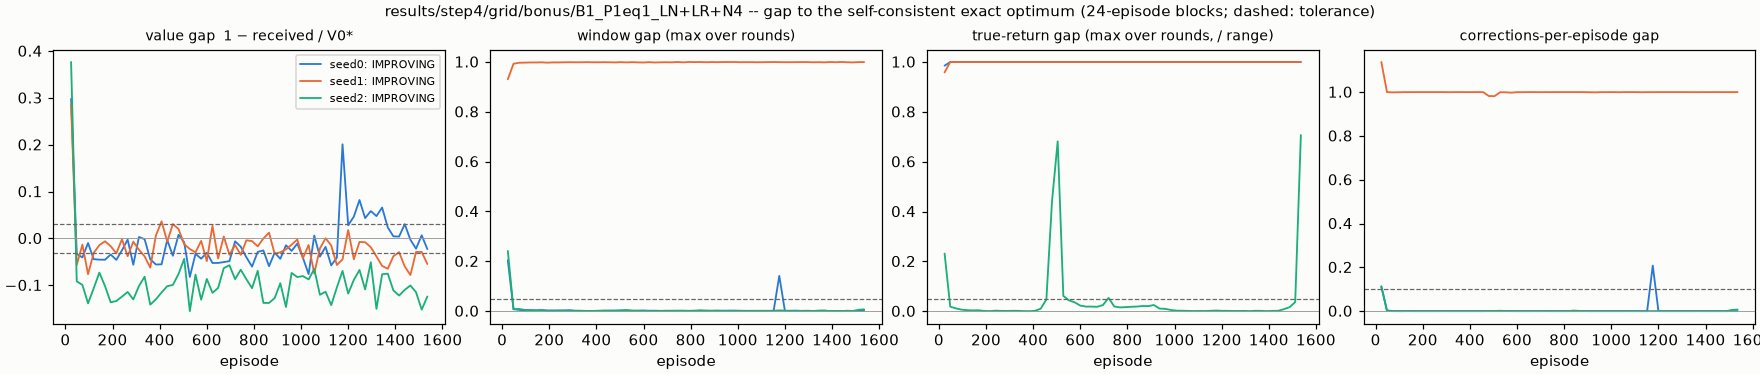 results/step4/grid/bonus/B1_P1eq1_LN+LR+N4 -- gap to the self-consistent exact optimum (24-episode blocks; dashed: tolerance)
value gap  1 − received / V0*
0.4
0.3
0.2
0.1
0.0
−0.1
seed0: IMPROVING
seed1: IMPROVING
seed2: IMPROVING
0 200 400 600 800 1000 1200 1400 1600
episode
window gap (max over rounds)
1.0
0.8
0.6
0.4
0.2
0.0
0 200 400 600 800 1000 1200 1400 1600
episode
true-return gap (max over rounds, / range)
1.0
0.8
0.6
0.4
0.2
0.0
0 200 400 600 800 1000 1200 1400 1600
episode
corrections-per-episode gap
1.0
0.8
0.6
0.4
0.2
0.0
0 200 400 600 800 1000 1200 1400 160
episode